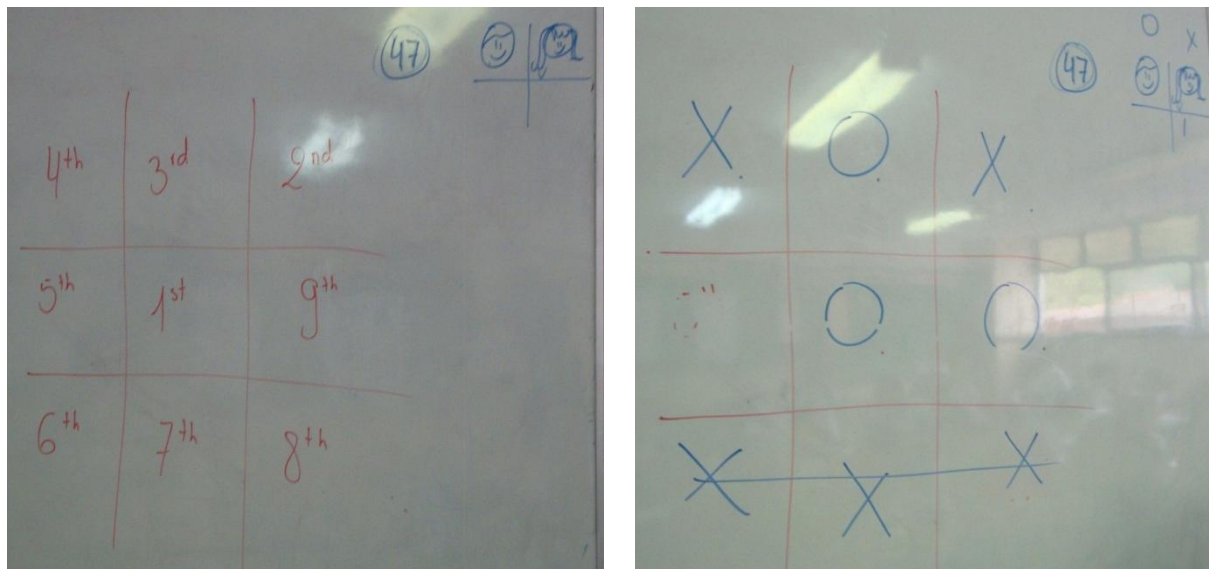 47
4th 3rd 2nd
5th 1st 9th
6th 7th 8th
O X
47
1
X O X
O O
X X X